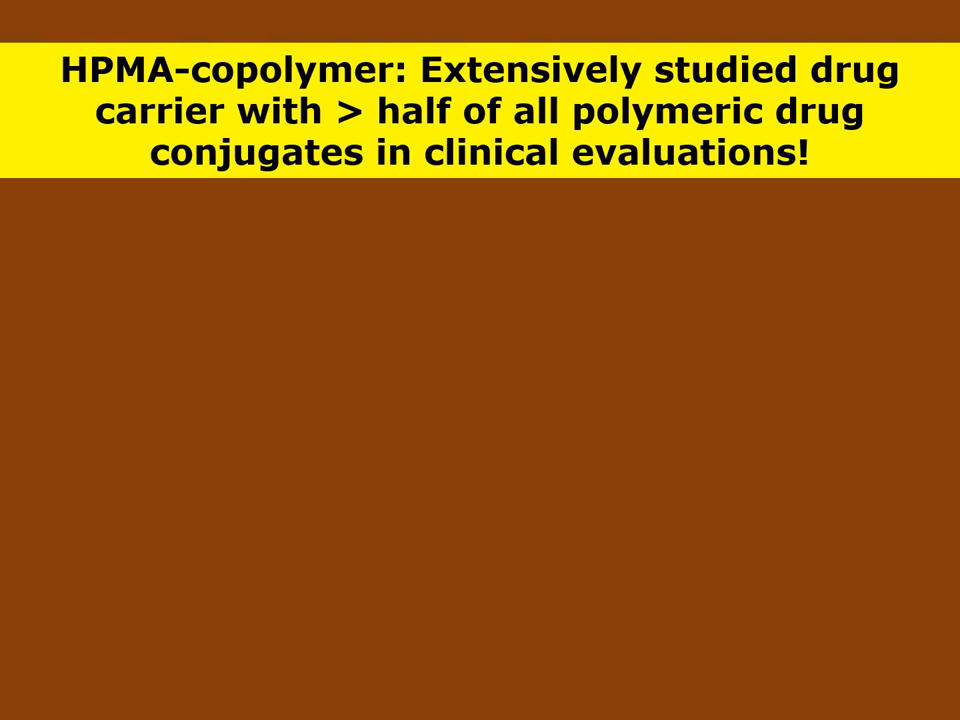 HPMA-copolymer: Extensively studied drug
carrier with > half of all polymeric drug
conjugates in clinical evaluations!